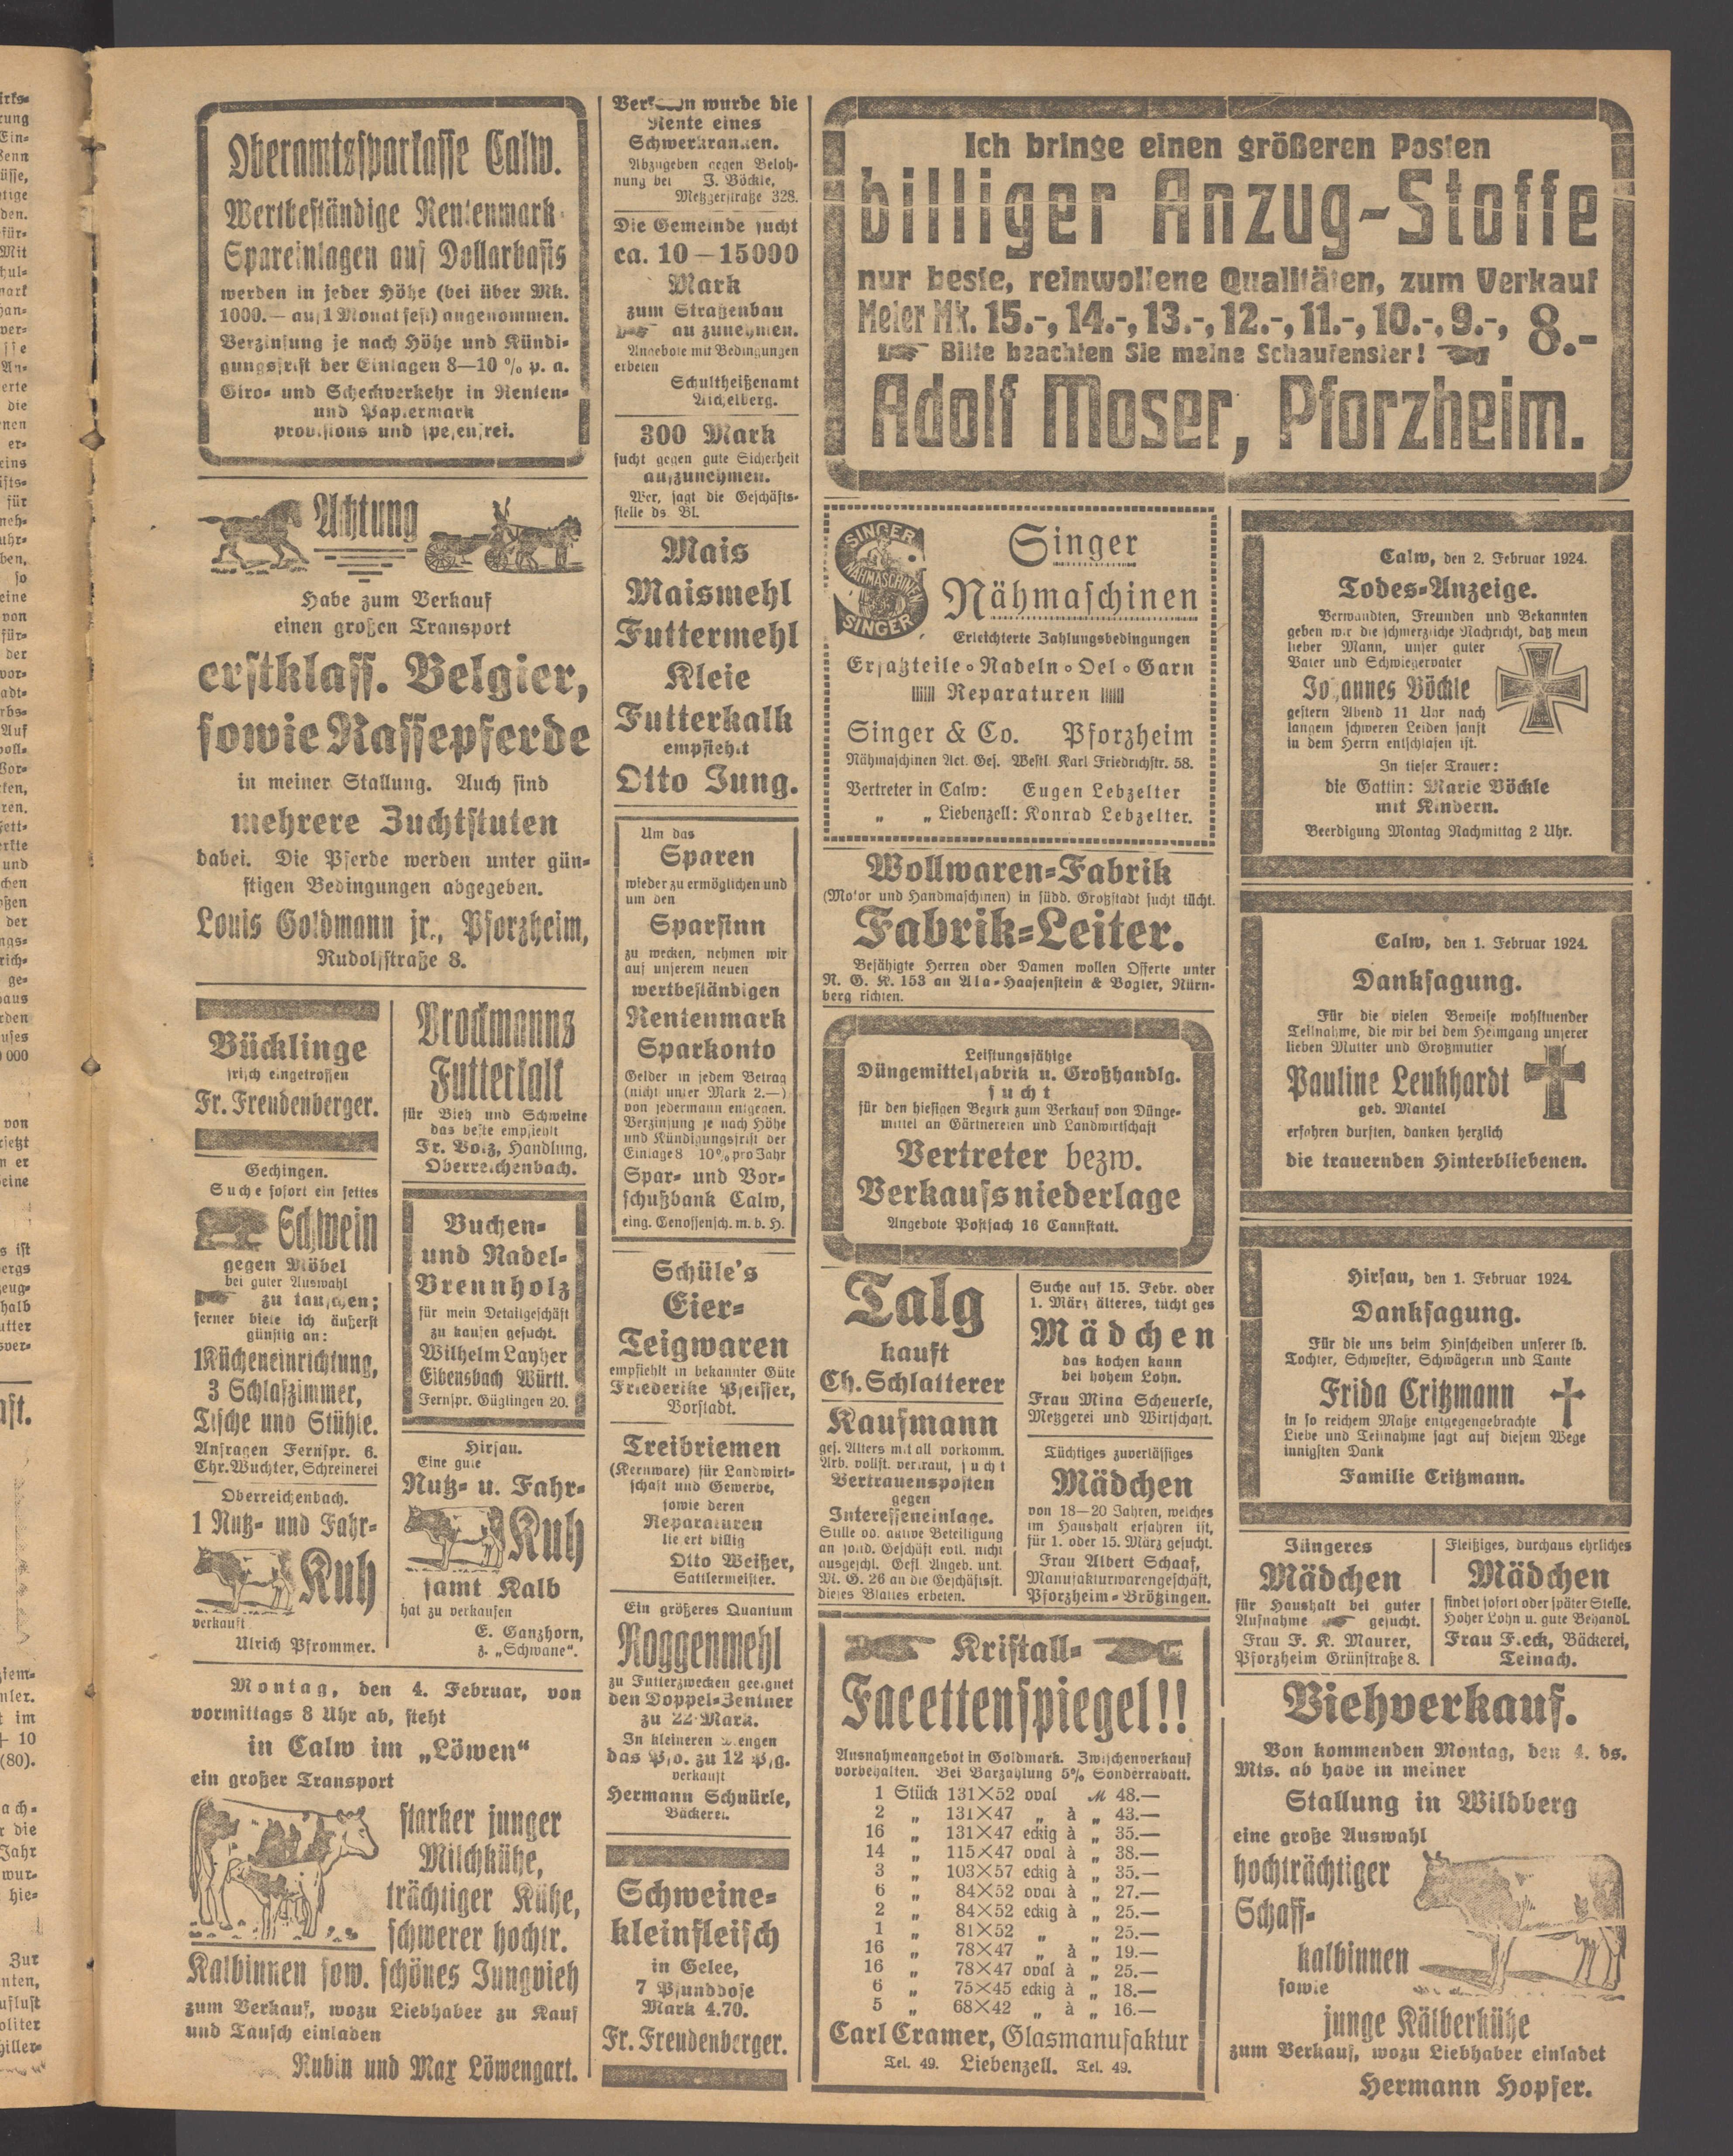 Oberamtssparkasse Calw.
Wertbeständige Rentenmark-
Spareinlagen auf Dollarbasis
werden in jeder Höhe (bei über Mk.
1000.— auf 1 Monat fest) angenommen.
Verzinsung je nach Höhe und Kündi-
gungsfrist der Einlagen 8—10 % p. a.
Giro- und Scheckverkehr in Renten-
und Papiermark
provisions und spesenfrei.
Achtung
Habe zum Verkauf
einen großen Transport
erstklass. Belgier,
sowie Rassepferde
in meiner Stallung. Auch sind
mehrere Zuchtstuten
dabei. Die Pferde werden unter gün-
stigen Bedingungen abgegeben.
Louis Goldmann jr., Pforzheim,
Rudolfstraße 8.
Bücklinge
frisch eingetroffen
Fr. Freudenberger.
Gechingen.
Suche sofort ein fettes
Schwein
gegen Möbel
bei guter Auswahl
zu tauschen;
ferner biete ich äußerst
günstig an:
1 Kücheneinrichtung,
3 Schlafzimmer,
Tische und Stühle.
Anfragen Fernspr. 6.
Chr. Wuchter, Schreinerei
Oberreichenbach.
1 Nutz- und Fahr-
Kuh
verkauft
Ulrich Pfrommer.
Brockmanns
Futterkalk
für Vieh und Schweine
das beste empfiehlt
Fr. Volz, Handlung,
Oberreichenbach.
Buchen-
und Nadel-
Brennholz
für mein Detailgeschäft
zu kaufen gesucht.
Wilhelm Layher
Eibensbach Württ.
Fernspr. Güglingen 20.
Hirsau.
Eine gute
Nutz- u. Fahr-
Kuh
samt Kalb
hat zu verkaufen
E. Ganzhorn,
z. „Schwane".
Montag, den 4. Februar, von
vormittags 8 Uhr ab, steht
in Calw im „Löwen"
ein großer Transport
starker junger
Milchkühe,
trächtiger Kühe,
schwerer hochtr.
Kalbinnen sow. schönes Jungvieh
zum Verkauf, wozu Liebhaber zu Kauf
und Tausch einladen
Rubin und Max Löwengart.
wurde die
Rente eines
Schwerkranken.
Abzugeben gegen Beloh-
nung bei J. Böckle,
Metzgerstraße 328.
Die Gemeinde sucht
ca. 10—15000
Mark
zum Straßenbau
aufzunehmen.
Angebote mit Bedingungen
erbeten
Schultheißenamt
Aichelberg.
300 Mark
sucht gegen gute Sicherheit
aufzunehmen.
Wer, sagt die Geschäfts-
stelle ds. Bl.
Mais
Maismehl
Futtermehl
Kleie
Futterkalk
empfiehlt
Otto Jung.
Um das
Sparen
wieder zu ermöglichen und
um den
Sparsinn
zu wecken, nehmen wir
auf unserem neuen
wertbeständigen
Rentenmark
Sparkonto
Gelder in jedem Betrag
(nicht unter Mark 2.—)
von jedermann entgegen.
Verzinsung je nach Höhe
und Kündigungsfrist der
Einlage 8 10% pro Jahr
Spar- und Vor-
schußbank Calw,
eing. Genossensch. m. b. H.
Schüle's
Eier-
Teigwaren
empfiehlt in bekannter Güte
Friederike Pfeiffer,
Vorstadt.
Treibriemen
(Kernware) für Landwirt-
schaft und Gewerbe,
sowie deren
Reparaturen
liefert billig
Otto Weißer,
Sattlermeister.
Ein größeres Quantum
Roggenmehl
zu Futterzwecken geeignet
den Doppel-Zentner
zu 22 Mark.
In kleineren Mengen
das Pfd. zu 12 Pfg.
verkauft
Hermann Schnürle,
Bäckerei.
Schweine-
kleinfleisch
in Gelee,
7 Pfunddose
Mark 4.70.
Fr. Freudenberger.
Ich bringe einen größeren Posten
billiger Anzug-Stoffe
nur beste, reinwollene Qualitäten, zum Verkauf
Meter Mk. 15.-, 14.-, 13.-, 12.-, 11.-, 10.-, 9.-, 8.-
Bitte beachten Sie meine Schaufenster!
Adolf Moser, Pforzheim.
SINGER
NÄHMASCHINEN
SINGER
Singer
Nähmaschinen
Erleichterte Zahlungsbedingungen
Ersatzteile ∘ Nadeln ∘ Oel ∘ Garn
Reparaturen
Singer & Co. Pforzheim
Nähmaschinen Act. Ges. Westl. Karl Friedrichstr. 58.
Vertreter in Calw: Eugen Lebzelter
„ „ Liebenzell: Konrad Lebzelter.
Wollwaren-Fabrik
(Motor und Handmaschinen) in südd. Großstadt sucht tücht.
Fabrik-Leiter.
Befähigte Herren oder Damen wollen Offerte unter
N. G. K. 153 an Ala-Haasenstein & Vogler, Nürn-
berg richten.
Leistungsfähige
Düngemittelfabrik u. Großhandlg.
sucht
für den hiesigen Bezirk zum Verkauf von Dünge-
mittel an Gärtnereien und Landwirtschaft
Vertreter bezw.
Verkaufsniederlage
Angebote Postfach 16 Cannstatt.
Talg
kauft
Ch. Schlatterer
Kaufmann
ges. Alters mit all. vorkomm.
Arb. vollst. vertraut, sucht
Vertrauensposten
gegen
Interesseneinlage.
Stille od. aktive Beteiligung
an solid. Geschäft evtl. nicht
ausgeschl. Gefl. Angeb. unt.
M. G. 26 an die Geschäftsst.
dieses Blattes erbeten.
Suche auf 15. Febr. oder
1. März älteres, tücht ges
Mädchen
das kochen kann
bei hohem Lohn.
Frau Mina Scheuerle,
Metzgerei und Wirtschaft.
Tüchtiges zuverlässiges
Mädchen
von 18—20 Jahren, welches
im Haushalt erfahren ist,
für 1. oder 15. März gesucht.
Frau Albert Schaaf,
Manufakturwarengeschäft,
Pforzheim-Brötzingen.
Kristall-
Facettenspiegel!!
Ausnahmeangebot in Goldmark. Zwischenverkauf
vorbehalten. Bei Barzahlung 5% Sonderrabatt.
1 Stück 131×52 oval M 48.—
2 „ 131×47 „ à „ 43.—
16 „ 131×47 eckig à „ 35.—
14 „ 115×47 oval à „ 38.—
3 „ 103×57 eckig à „ 35.—
6 „ 84×52 oval à „ 27.—
2 „ 84×52 eckig à „ 25.—
1 „ 81×52 „ „ 25.—
16 „ 78×47 „ à „ 19.—
16 „ 78×47 oval à „ 25.—
6 „ 75×45 eckig à „ 18.—
5 „ 68×42 „ à „ 16.—
Carl Cramer, Glasmanufaktur
Tel. 49. Liebenzell. Tel. 49.
Calw, den 2. Februar 1924.
Todes-Anzeige.
Verwandten, Freunden und Bekannten
geben wir die schmerzliche Nachricht, daß mein
lieber Mann, unser guter
Vater und Schwiegervater
Johannes Böckle
gestern Abend 11 Uhr nach
langem schweren Leiden sanft
in dem Herrn entschlafen ist.
In tiefer Trauer:
die Gattin: Marie Böckle
mit Kindern.
Beerdigung Montag Nachmittag 2 Uhr.
Calw, den 1. Februar 1924.
Danksagung.
Für die vielen Beweise wohltuender
Teilnahme, die wir bei dem Heimgang unserer
lieben Mutter und Großmutter
Pauline Leukhardt
geb. Mantel
erfahren durften, danken herzlich
die trauernden Hinterbliebenen.
Hirsau, den 1. Februar 1924.
Danksagung.
Für die uns beim Hinscheiden unserer lb.
Tochter, Schwester, Schwägerin und Tante
Frida Critzmann
in so reichem Maße entgegengebrachte
Liebe und Teilnahme sagt auf diesem Wege
innigsten Dank
Familie Critzmann.
Jüngeres
Mädchen
für Haushalt bei guter
Aufnahme gesucht.
Frau F. K. Maurer,
Pforzheim Grünstraße 8.
Fleißiges, durchaus ehrliches
Mädchen
findet sofort oder später Stelle.
Hoher Lohn u. gute Behandl.
Frau Fleck, Bäckerei,
Teinach.
Viehverkauf.
Von kommenden Montag, den 4. ds.
Mts. ab habe in meiner
Stallung in Wildberg
eine große Auswahl
hochträchtiger
Schaff-
kalbinnen
sowie
junge Kälberkühe
zum Verkauf, wozu Liebhaber einladet
Hermann Hopfer.